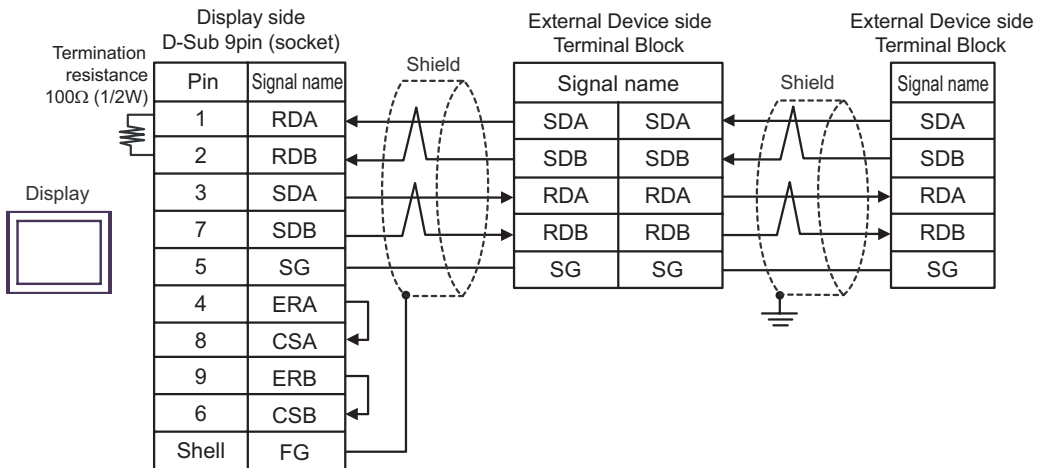 Display side
D-Sub 9pin (socket)
External Device side
Terminal Block
External Device side
Terminal Block
Termination
resistance
100Ω (1/2W)
Display
Pin Signal name
1 RDA
2 RDB
3 SDA
7 SDB
5 SG
4 ERA
8 CSA
9 ERB
6 CSB
Shell FG
Shield
Signal name
SDA SDA
SDB SDB
RDA RDA
RDB RDB
SG SG
Shield
Signal name
SDA
SDB
RDA
RDB
SG